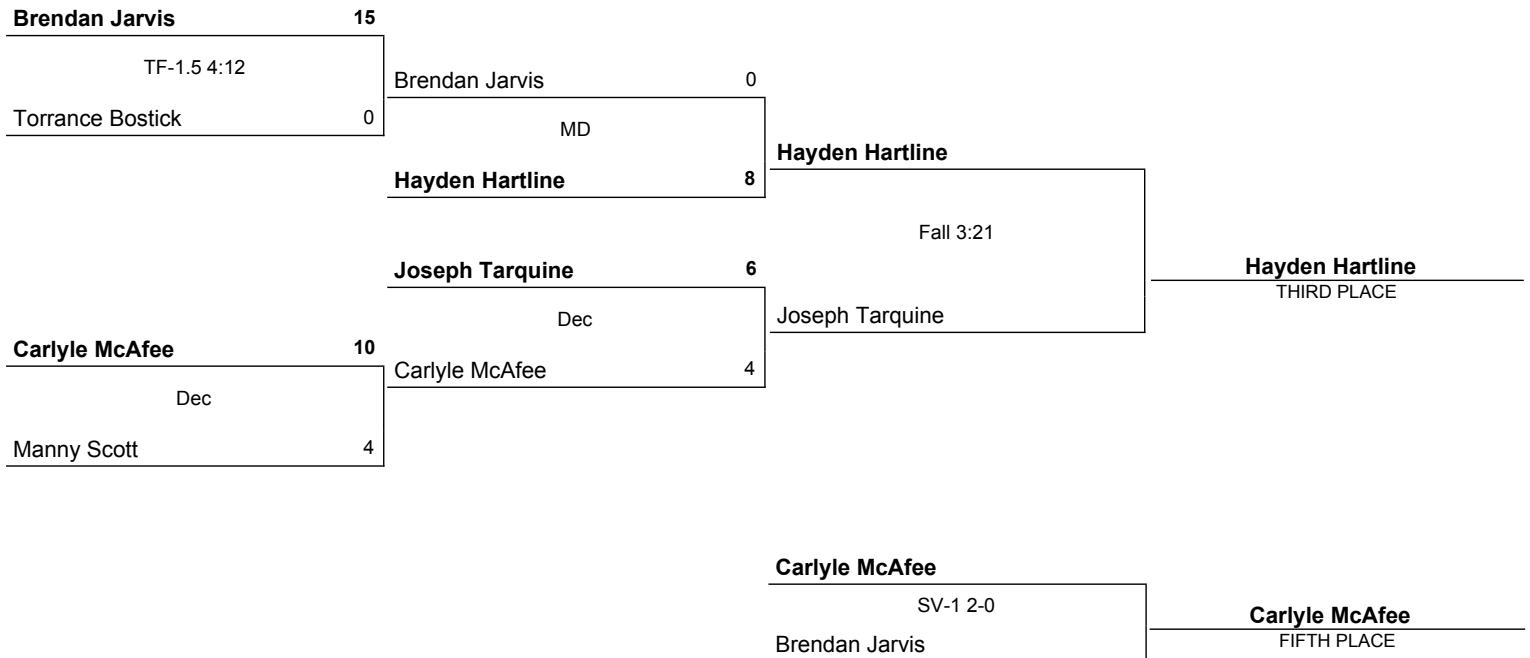 Brendan Jarvis 15
TF-1.5 4:12
Torrance Bostick 0
Brendan Jarvis 0
MD
Hayden Hartline 8
Hayden Hartline
Fall 3:21
Joseph Tarquine
Joseph Tarquine 6
Dec
Carlyle McAfee 4
Carlyle McAfee 10
Dec
Manny Scott 4
Hayden Hartline
THIRD PLACE
Carlyle McAfee
SV-1 2-0
Brendan Jarvis
Carlyle McAfee
FIFTH PLACE